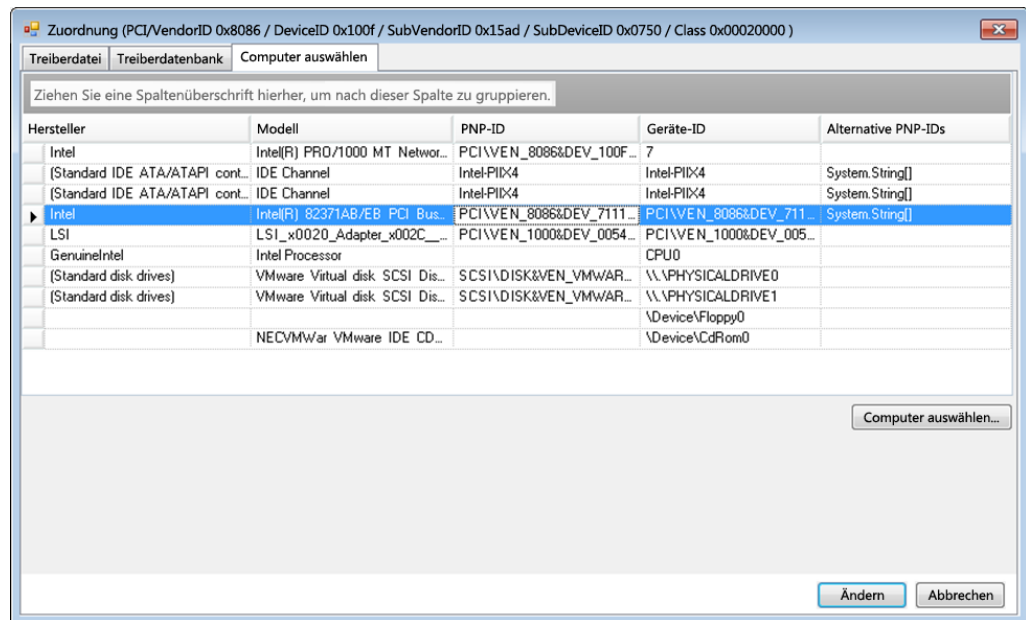 Zuordnung (PCI/VendorID 0x8086 / DeviceID 0x100f / SubVendorID 0x15ad / SubDeviceID 0x0750 / Class 0x00020000 )
Treiberdatei Treiberdatenbank Computer auswählen
Ziehen Sie eine Spaltenüberschrift hierher, um nach dieser Spalte zu gruppieren.
Hersteller Modell PNP-ID Geräte-ID Alternative PNP-IDs
Intel Intel(R) PRO/1000 MT Networ... PCI\VEN_8086&DEV_100F... 7
(Standard IDE ATA/ATAPI cont... IDE Channel Intel-PIIX4 Intel-PIIX4 System.String[]
(Standard IDE ATA/ATAPI cont... IDE Channel Intel-PIIX4 Intel-PIIX4 System.String[]
Intel Intel(R) 82371AB/EB PCI Bus... PCI\VEN_8086&DEV_7111... PCI\VEN_8086&DEV_711... System.String[]
LSI LSI_x0020_Adapter_x002C__... PCI\VEN_1000&DEV_0054... PCI\VEN_1000&DEV_005...
GenuineIntel Intel Processor CPU0
(Standard disk drives) VMware Virtual disk SCSI Dis... SCSI\DISK&VEN_VMWAR... \\.\PHYSICALDRIVE0
(Standard disk drives) VMware Virtual disk SCSI Dis... SCSI\DISK&VEN_VMWAR... \\.\PHYSICALDRIVE1
\Device\Floppy0
NECVMWar VMware IDE CD... \Device\CdRom0
Computer auswählen...
Ändern Abbrechen